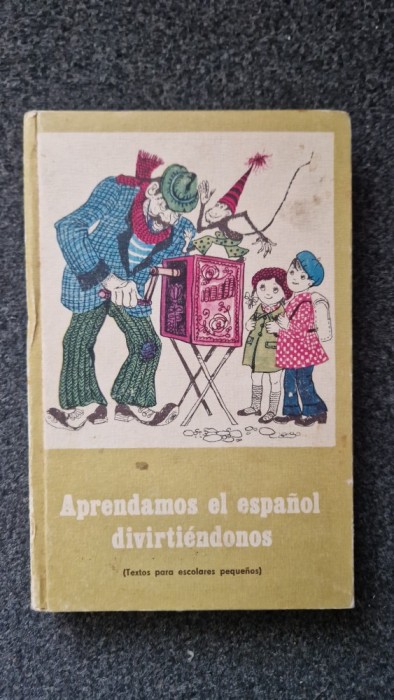 Aprendamos el español
divirtiéndonos
(Textos para escolares pequeños)